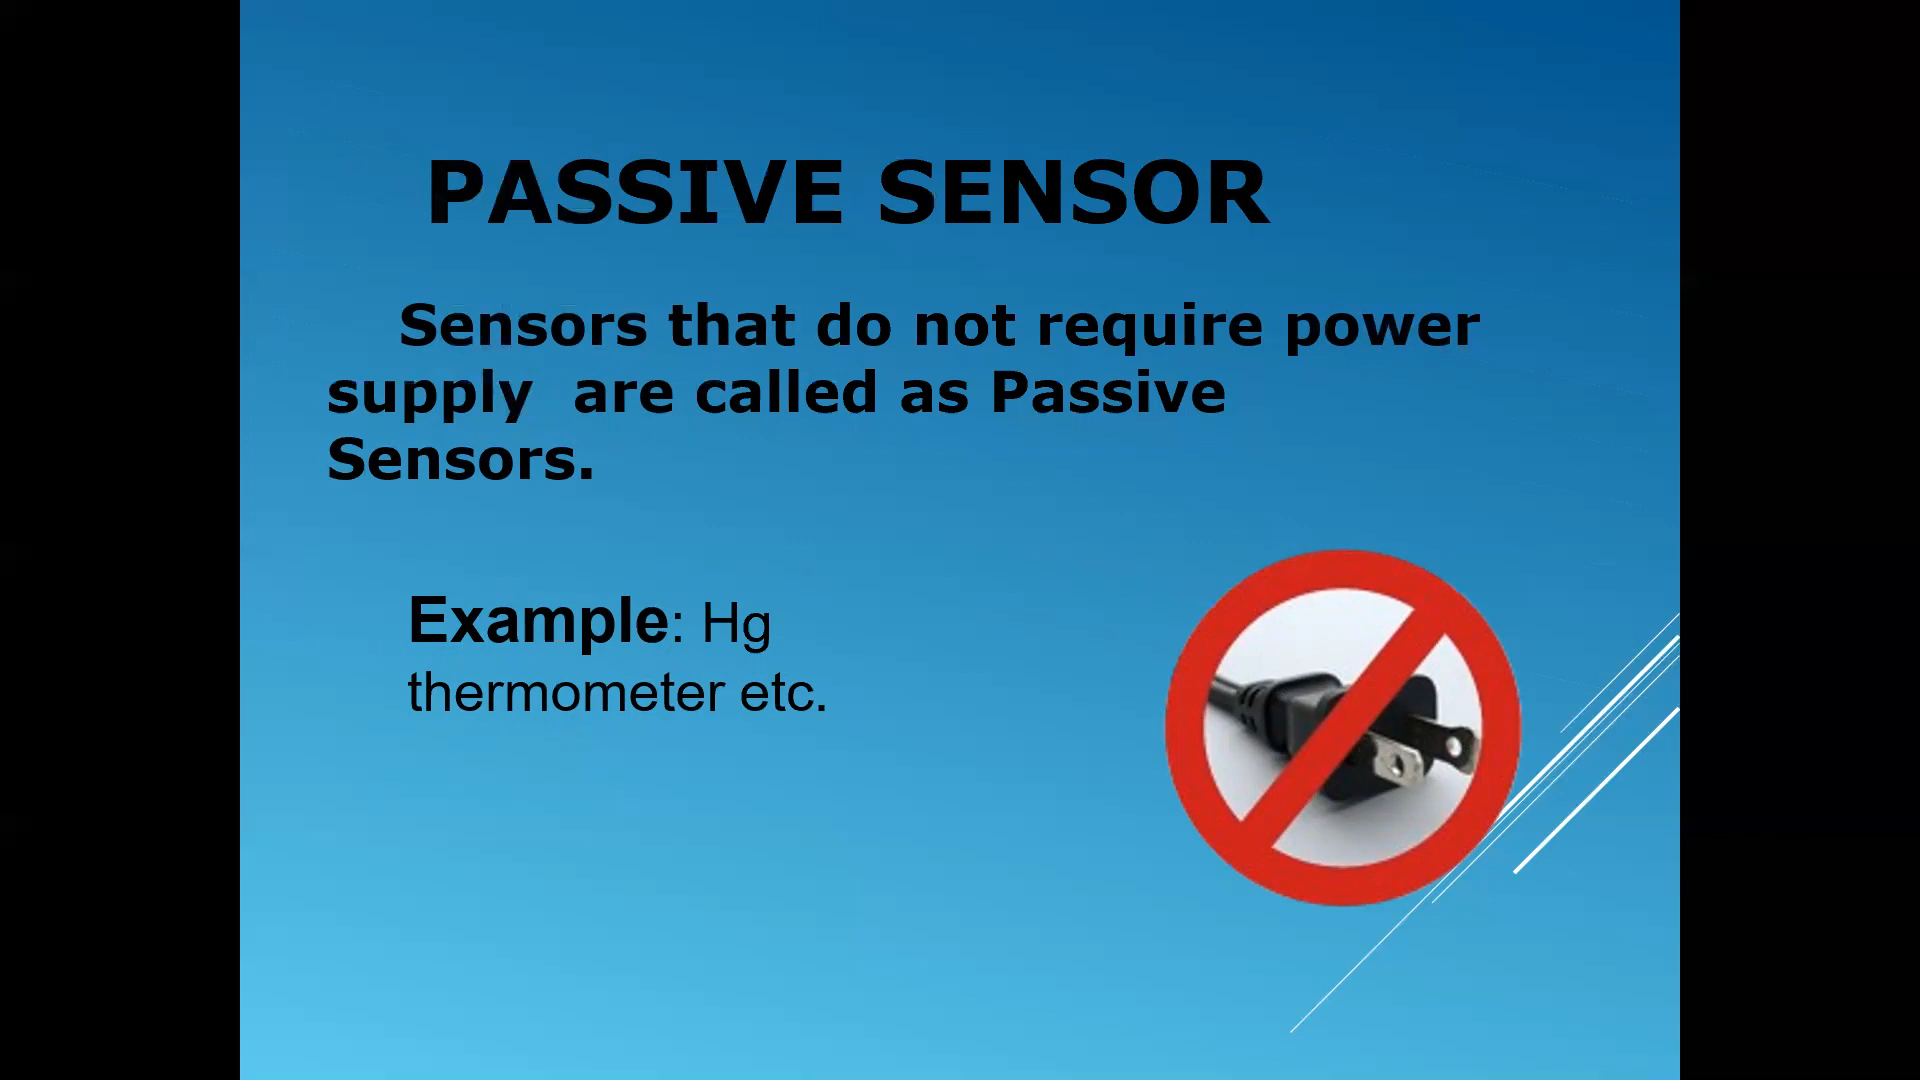 PASSIVE SENSOR
Sensors that do not require power
supply  are called as Passive
Sensors.
Example: Hg
thermometer etc.